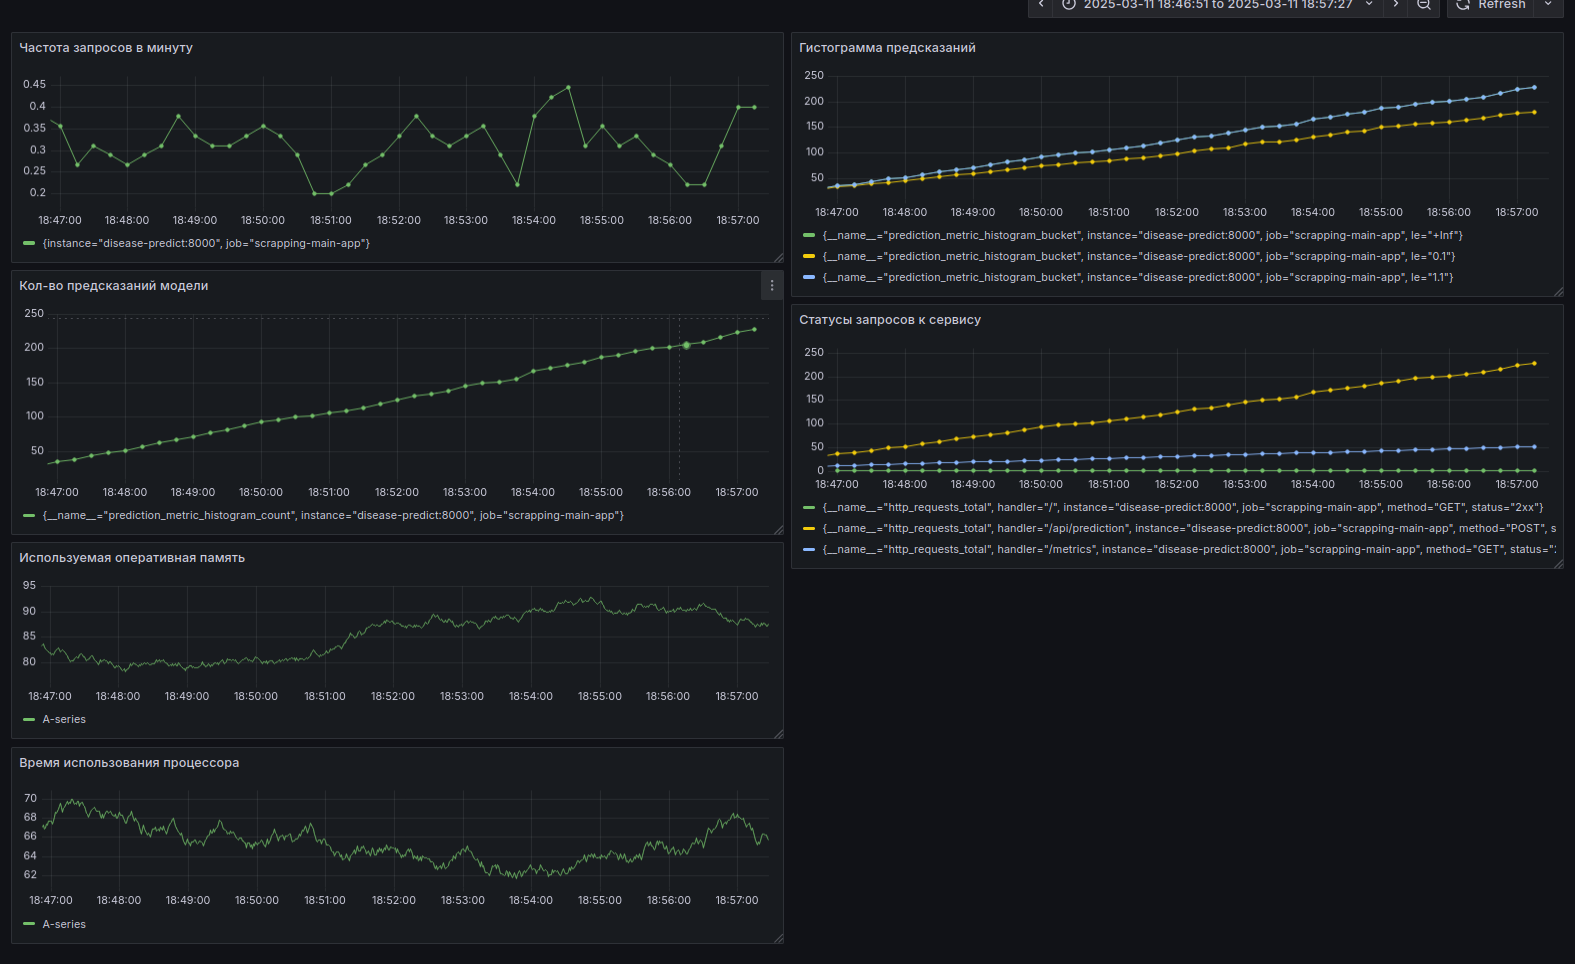 2025-03-11 18:46:51 to 2025-03-11 18:57:27
Refresh
Частота запросов в минуту
0.45
0.4
0.35
0.3
0.25
0.2
18:47:00 18:48:00 18:49:00 18:50:00 18:51:00 18:52:00 18:53:00 18:54:00 18:55:00 18:56:00 18:57:00
{instance="disease-predict:8000", job="scrapping-main-app"}
Кол-во предсказаний модели
250
200
150
100
50
18:47:00 18:48:00 18:49:00 18:50:00 18:51:00 18:52:00 18:53:00 18:54:00 18:55:00 18:56:00 18:57:00
{__name__="prediction_metric_histogram_count", instance="disease-predict:8000", job="scrapping-main-app"}
Используемая оперативная память
95
90
85
80
18:47:00 18:48:00 18:49:00 18:50:00 18:51:00 18:52:00 18:53:00 18:54:00 18:55:00 18:56:00 18:57:00
A-series
Время использования процессора
70
68
66
64
62
18:47:00 18:48:00 18:49:00 18:50:00 18:51:00 18:52:00 18:53:00 18:54:00 18:55:00 18:56:00 18:57:00
A-series
Гистограмма предсказаний
250
200
150
100
50
18:47:00 18:48:00 18:49:00 18:50:00 18:51:00 18:52:00 18:53:00 18:54:00 18:55:00 18:56:00 18:57:00
{__name__="prediction_metric_histogram_bucket", instance="disease-predict:8000", job="scrapping-main-app", le="+Inf"}
{__name__="prediction_metric_histogram_bucket", instance="disease-predict:8000", job="scrapping-main-app", le="0.1"}
{__name__="prediction_metric_histogram_bucket", instance="disease-predict:8000", job="scrapping-main-app", le="1.1"}
Статусы запросов к сервису
250
200
150
100
50
0
18:47:00 18:48:00 18:49:00 18:50:00 18:51:00 18:52:00 18:53:00 18:54:00 18:55:00 18:56:00 18:57:00
{__name__="http_requests_total", handler="/", instance="disease-predict:8000", job="scrapping-main-app", method="GET", status="2xx"}
{__name__="http_requests_total", handler="/api/prediction", instance="disease-predict:8000", job="scrapping-main-app", method="POST", s
{__name__="http_requests_total", handler="/metrics", instance="disease-predict:8000", job="scrapping-main-app", method="GET", status="